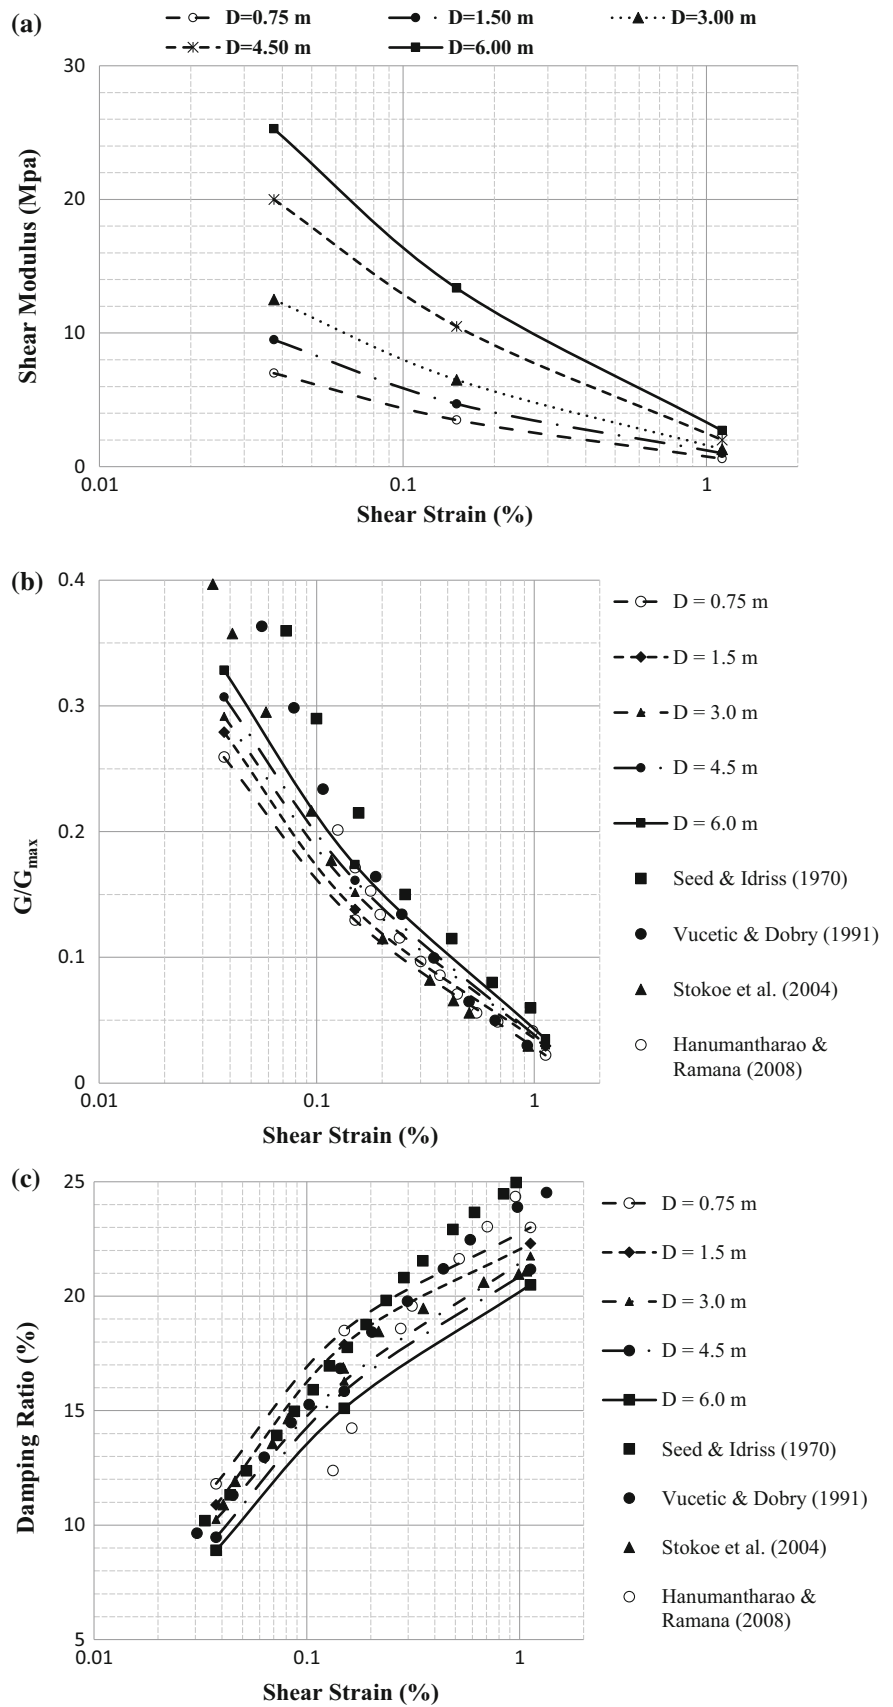 (a)
D=0.75 m D=1.50 m D=3.00 m
D=4.50 m D=6.00 m
30
20
10
0
Shear Modulus (Mpa)
0.01 0.1 1
Shear Strain (%)
(b)
0.4
0.3
0.2
0.1
0
G/Gmax
0.01 0.1 1
Shear Strain (%)
D = 0.75 m
D = 1.5 m
D = 3.0 m
D = 4.5 m
D = 6.0 m
Seed & Idriss (1970)
Vucetic & Dobry (1991)
Stokoe et al. (2004)
Hanumantharao &
Ramana (2008)
(c)
25
20
15
10
5
Damping Ratio (%)
0.01 0.1 1
Shear Strain (%)
D = 0.75 m
D = 1.5 m
D = 3.0 m
D = 4.5 m
D = 6.0 m
Seed & Idriss (1970)
Vucetic & Dobry (1991)
Stokoe et al. (2004)
Hanumantharao &
Ramana (2008)